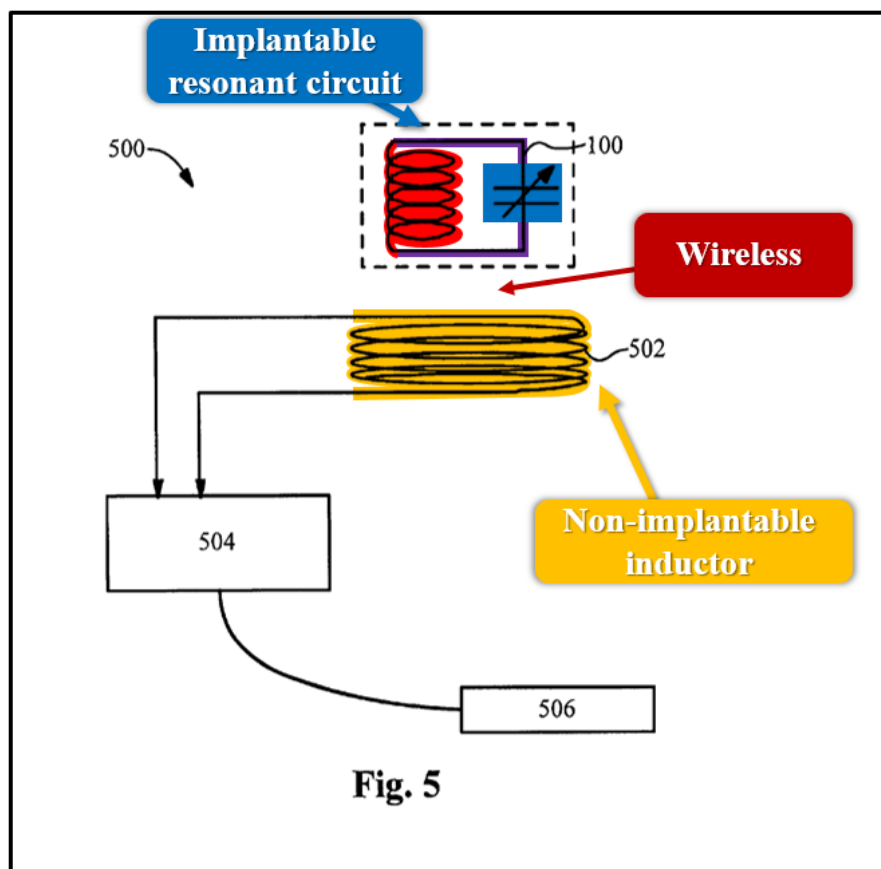 Implantable
resonant circuit
500
100
Wireless
502
504
Non-implantable
inductor
506
Fig. 5